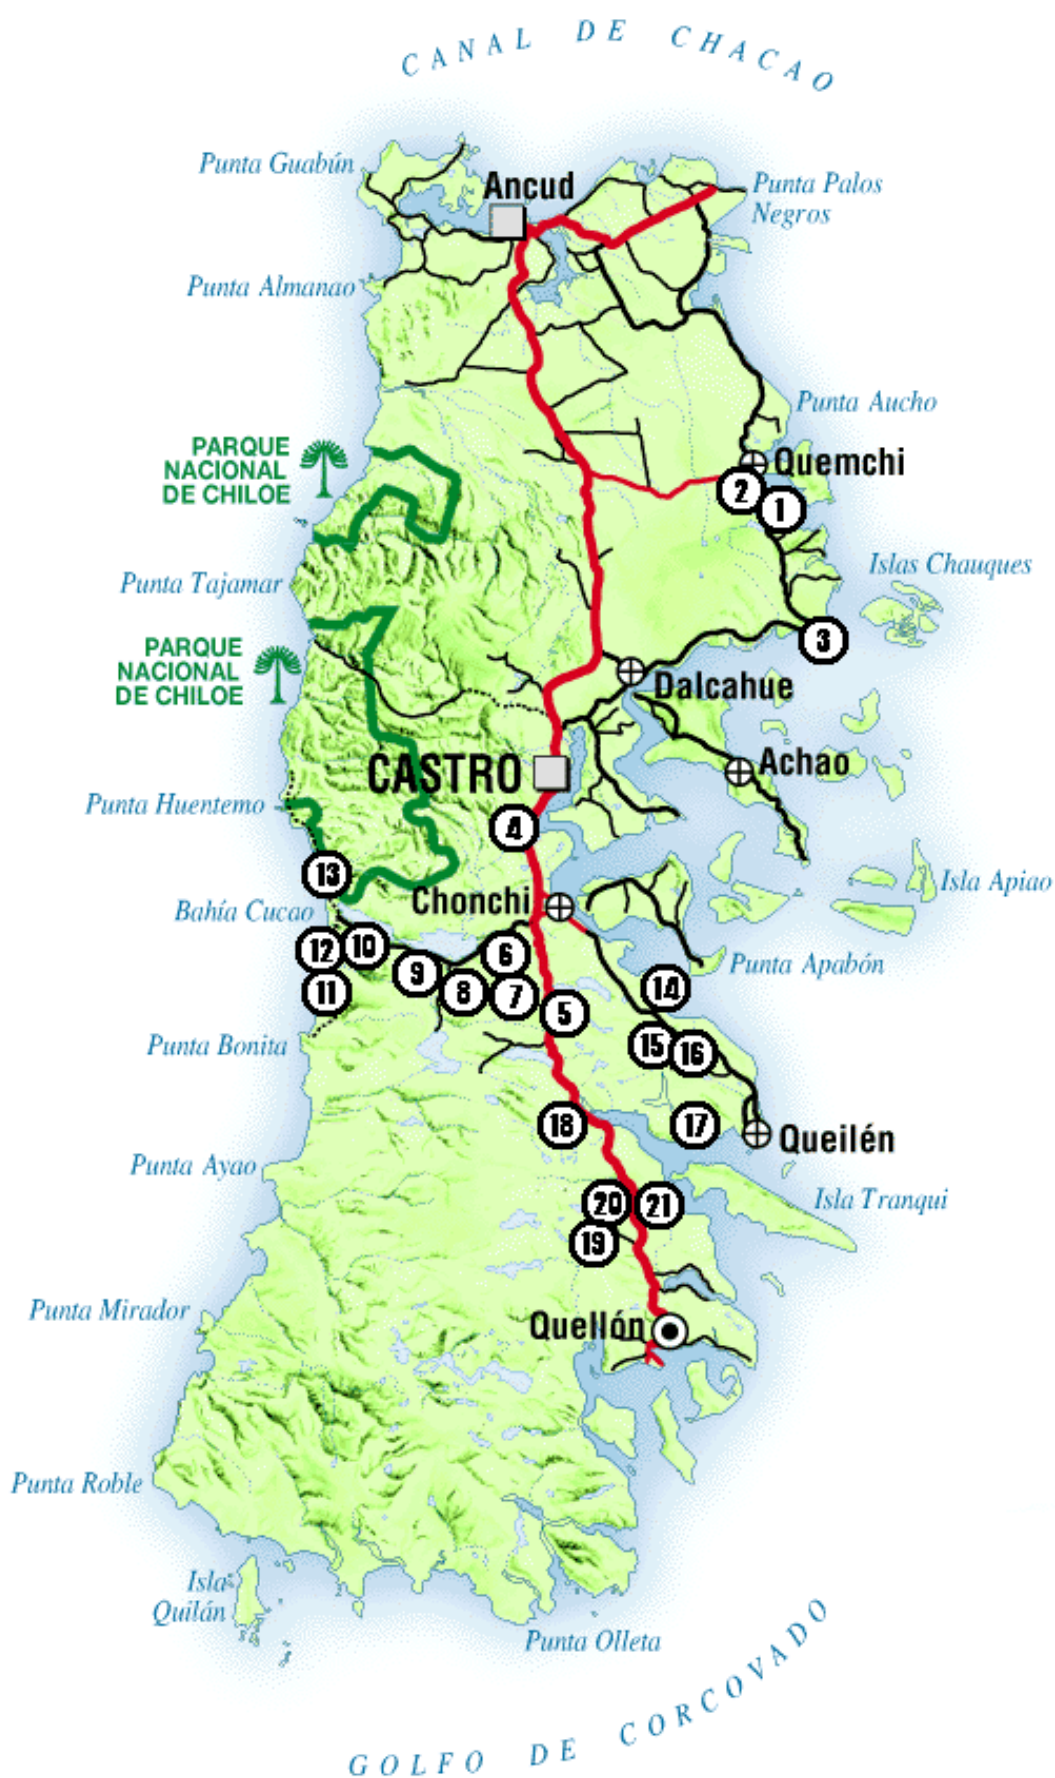 CANAL DE CHACAO
Punta Guabún
Ancud
Punta Palos
Negros
Punta Almanao
Punta Aucho
PARQUE
NACIONAL
DE CHILOE
Quemchi
2
1
Islas Chauques
Punta Tajamar
3
PARQUE
NACIONAL
DE CHILOE
Dalcahue
CASTRO
Achao
Punta Huentemo
4
13
Isla Apiao
Chonchi
Bahía Cucao
12
10
6
Punta Apabón
9
8
7
14
11
5
15
16
Punta Bonita
18
17
Queilén
Punta Ayao
Isla Tranqui
20
21
19
Punta Mirador
Quellón
Punta Roble
Isla
Quilán
Punta Olleta
GOLFO DE CORCOVADO